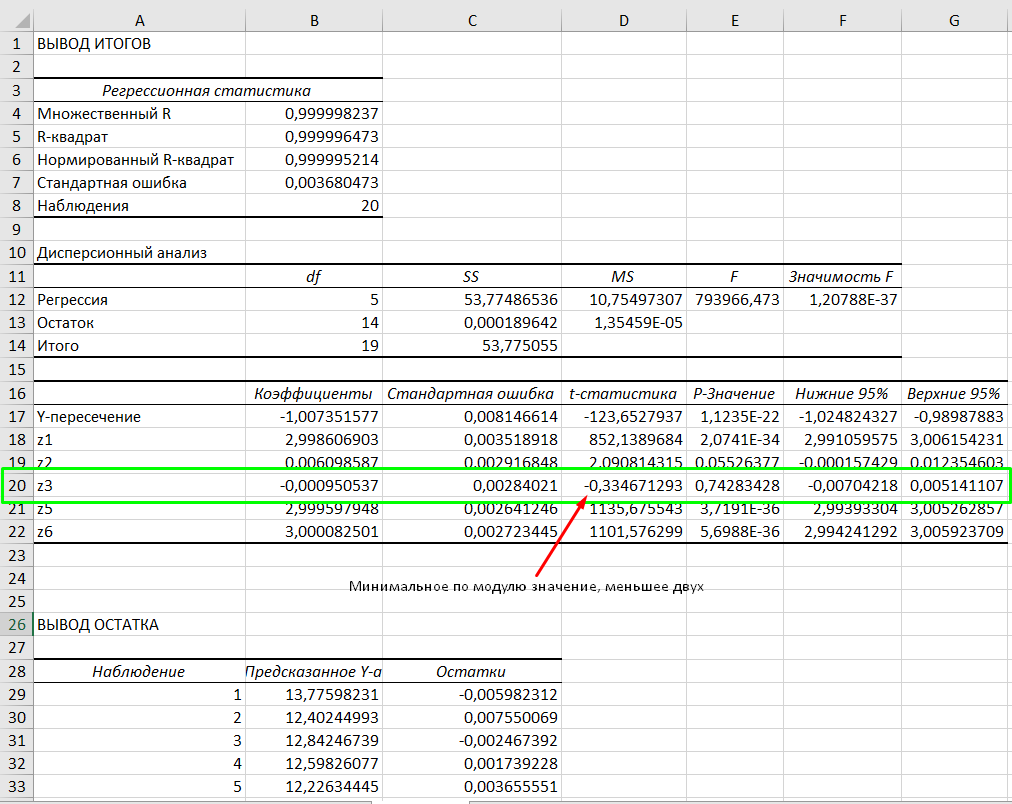 A B C D E F G
1 ВЫВОД ИТОГОВ
2
3 Регрессионная статистика
4 Множественный R 0,999998237
5 R-квадрат 0,999996473
6 Нормированный R-квадрат 0,999995214
7 Стандартная ошибка 0,003680473
8 Наблюдения 20
9
10 Дисперсионный анализ
11 df SS MS F Значимость F
12 Регрессия 5 53,77486536 10,75497307 793966,473 1,20788E-37
13 Остаток 14 0,000189642 1,35459E-05
14 Итого 19 53,775055
15
16 Коэффициенты Стандартная ошибка t-статистика P-Значение Нижние 95% Верхние 95%
17 Y-пересечение -1,007351577 0,008146614 -123,6527937 1,1235E-22 -1,024824327 -0,98987883
18 z1 2,998606903 0,003518918 852,1389684 2,0741E-34 2,991059575 3,006154231
19 z2 0,006098587 0,002916848 2,090814315 0,05526377 -0,000157429 0,012354603
20 z3 -0,000950537 0,00284021 -0,334671293 0,74283428 -0,00704218 0,005141107
21 z5 2,999597948 0,002641246 1135,675543 3,7191E-36 2,99393304 3,005262857
22 z6 3,000082501 0,002723445 1101,576299 5,6988E-36 2,994241292 3,005923709
23
24 Минимальное по модулю значение, меньшее двух
25
26 ВЫВОД ОСТАТКА
27
28 Наблюдение Предсказанное Y-а Остатки
29 1 13,77598231 -0,005982312
30 2 12,40244993 0,007550069
31 3 12,84246739 -0,002467392
32 4 12,59826077 0,001739228
33 5 12,22634445 0,003655551